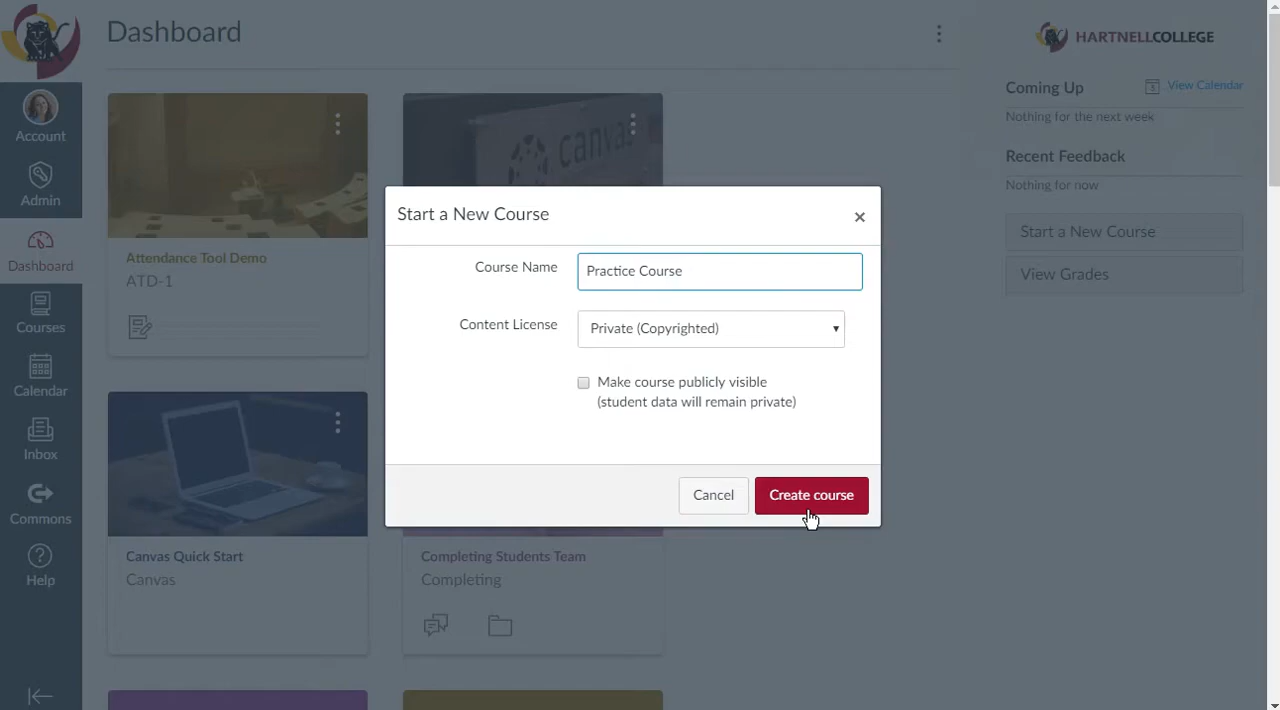 Dashboard
HARTNELLCOLLEGE
Coming Up
View Calendar
Nothing for the next week
Recent Feedback
Nothing for now
Start a New Course
View Grades
Account
Admin
Dashboard
Courses
Calendar
Inbox
Commons
Help
canvas
Attendance Tool Demo
ATD-1
Canvas Quick Start
Canvas
Completing Students Team
Completing
Start a New Course
×
Course Name
Practice Course
Content License
Private (Copyrighted)
Make course publicly visible
(student data will remain private)
Cancel
Create course